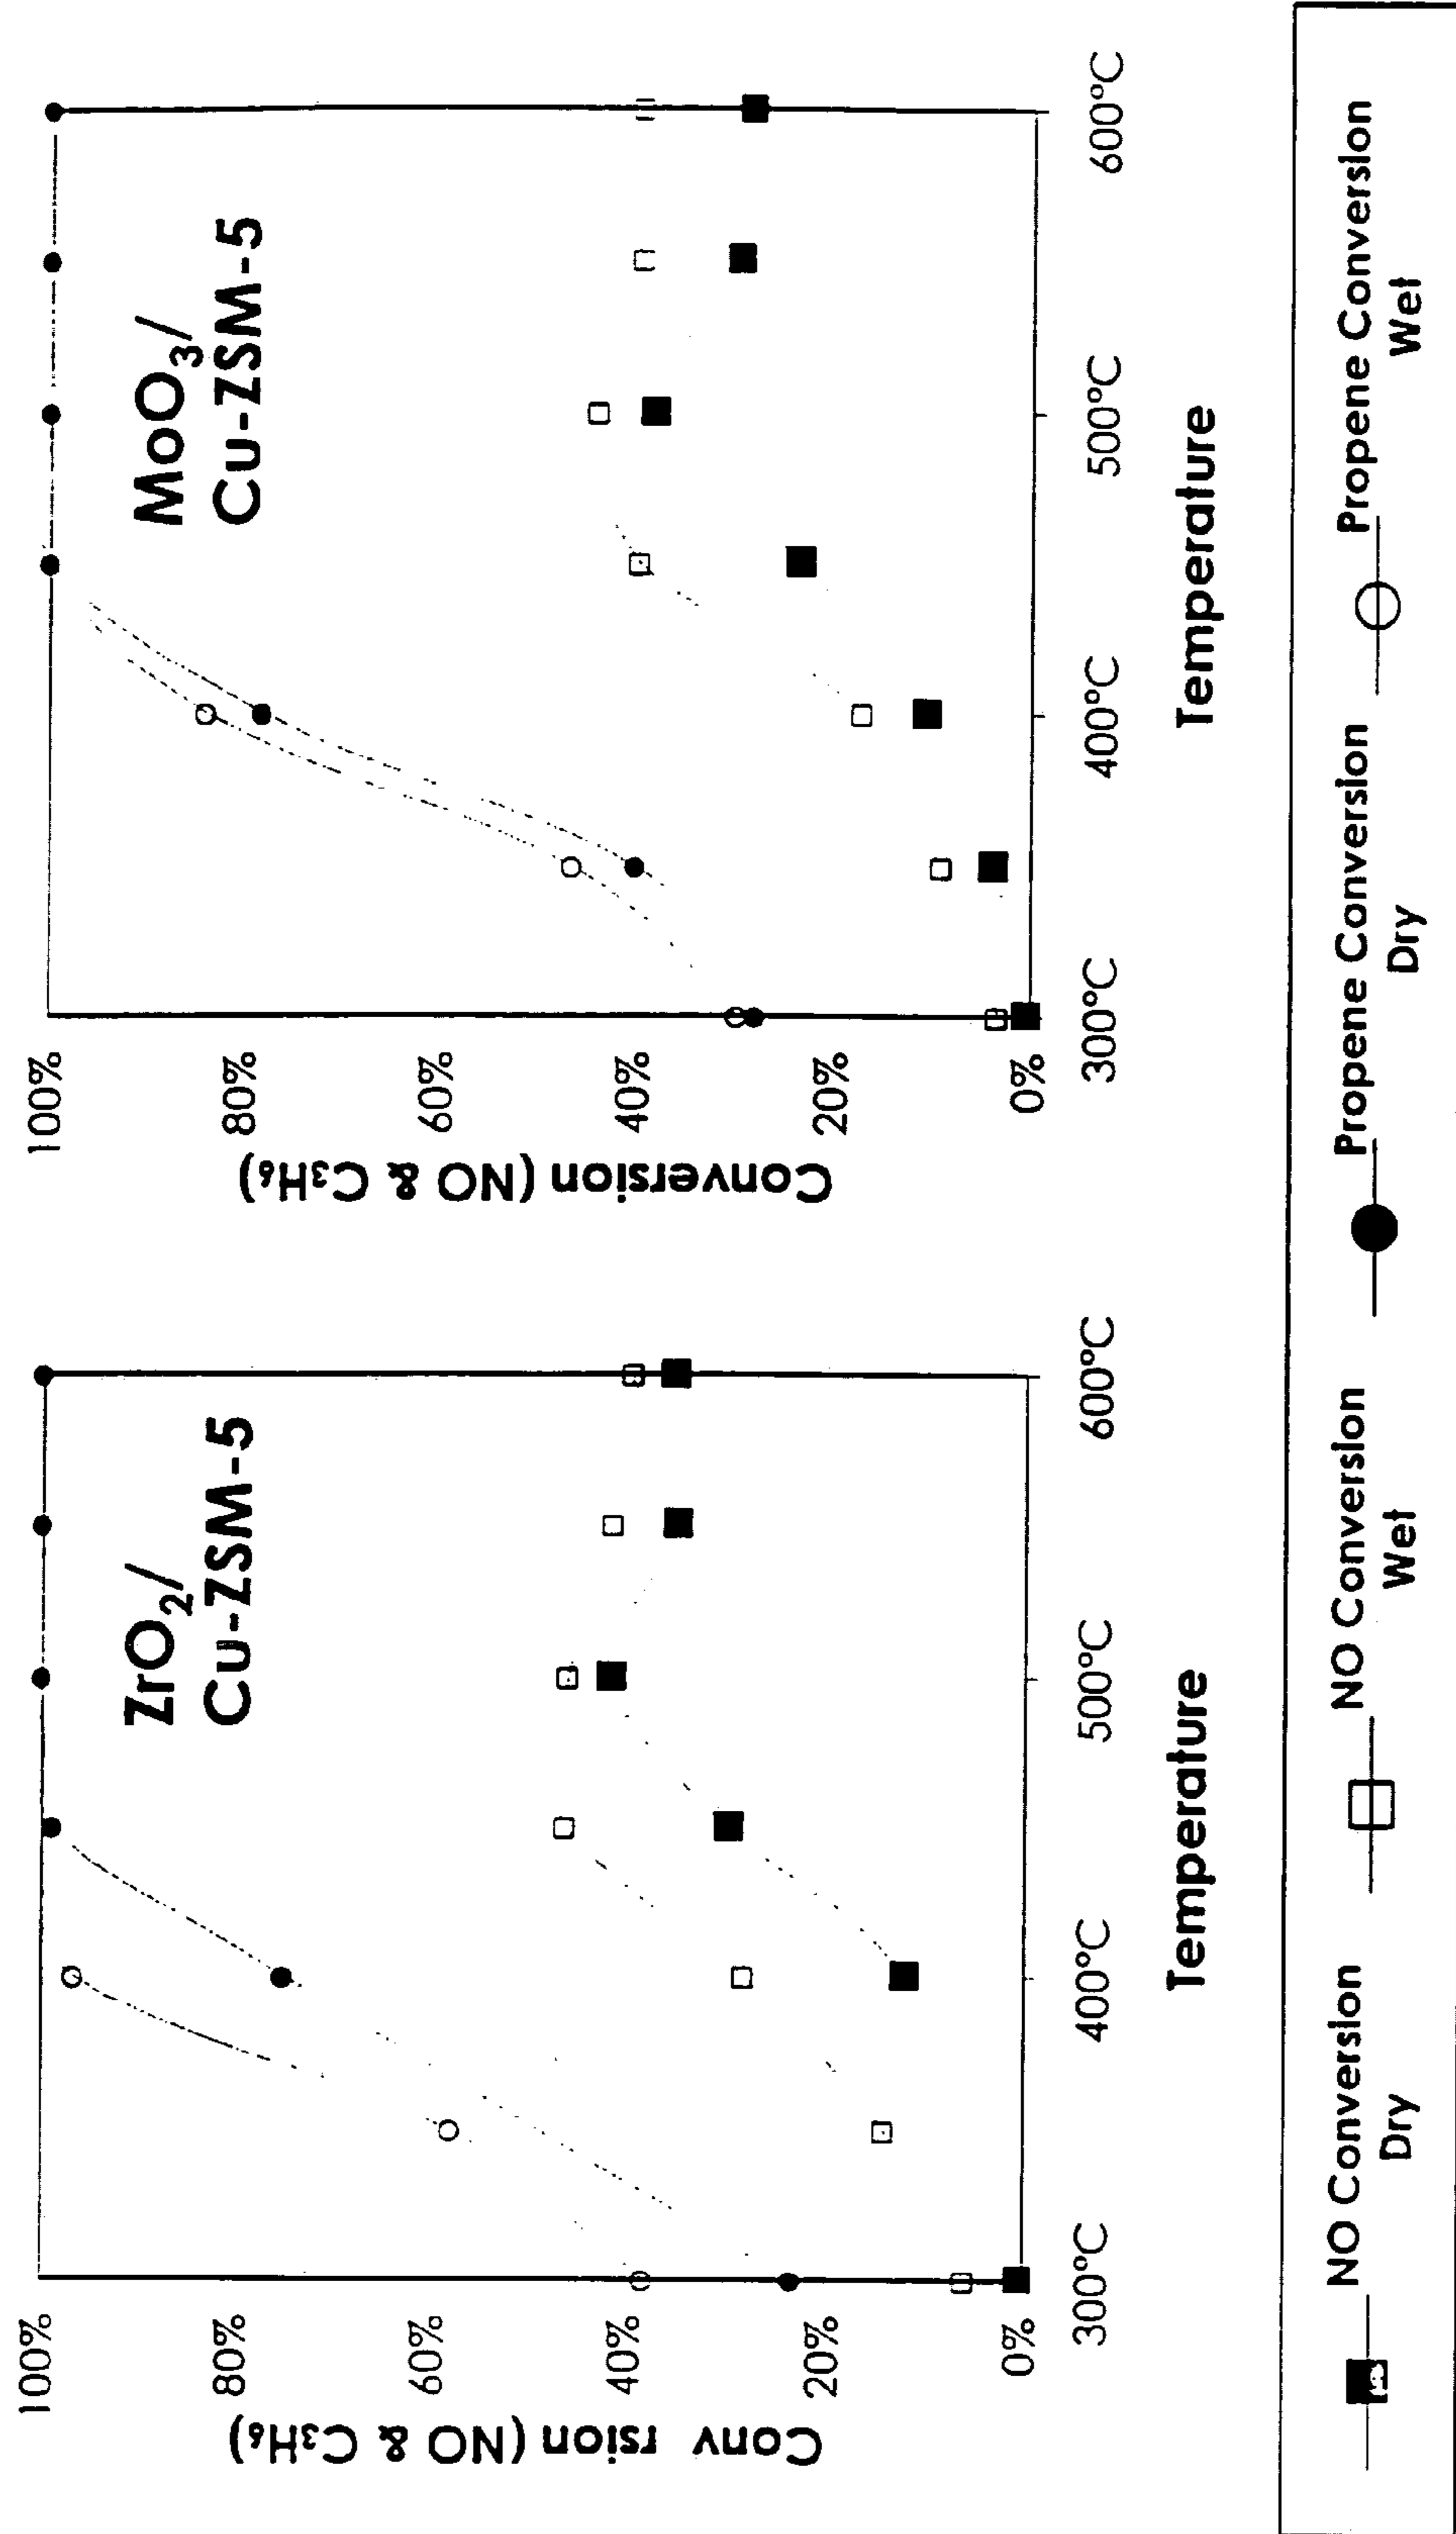 ZrO₂/
Cu-ZSM-5
Conv rsion (NO & C₃H₆)
100%
80%
60%
40%
20%
0%
300°C
400°C
500°C
600°C
Temperature
MoO₃/
Cu-ZSM-5
Conversion (NO & C₃H₆)
100%
80%
60%
40%
20%
0%
300°C
400°C
500°C
600°C
Temperature
NO Conversion
Dry
NO Conversion
Wet
Propene Conversion
Dry
Propene Conversion
Wet